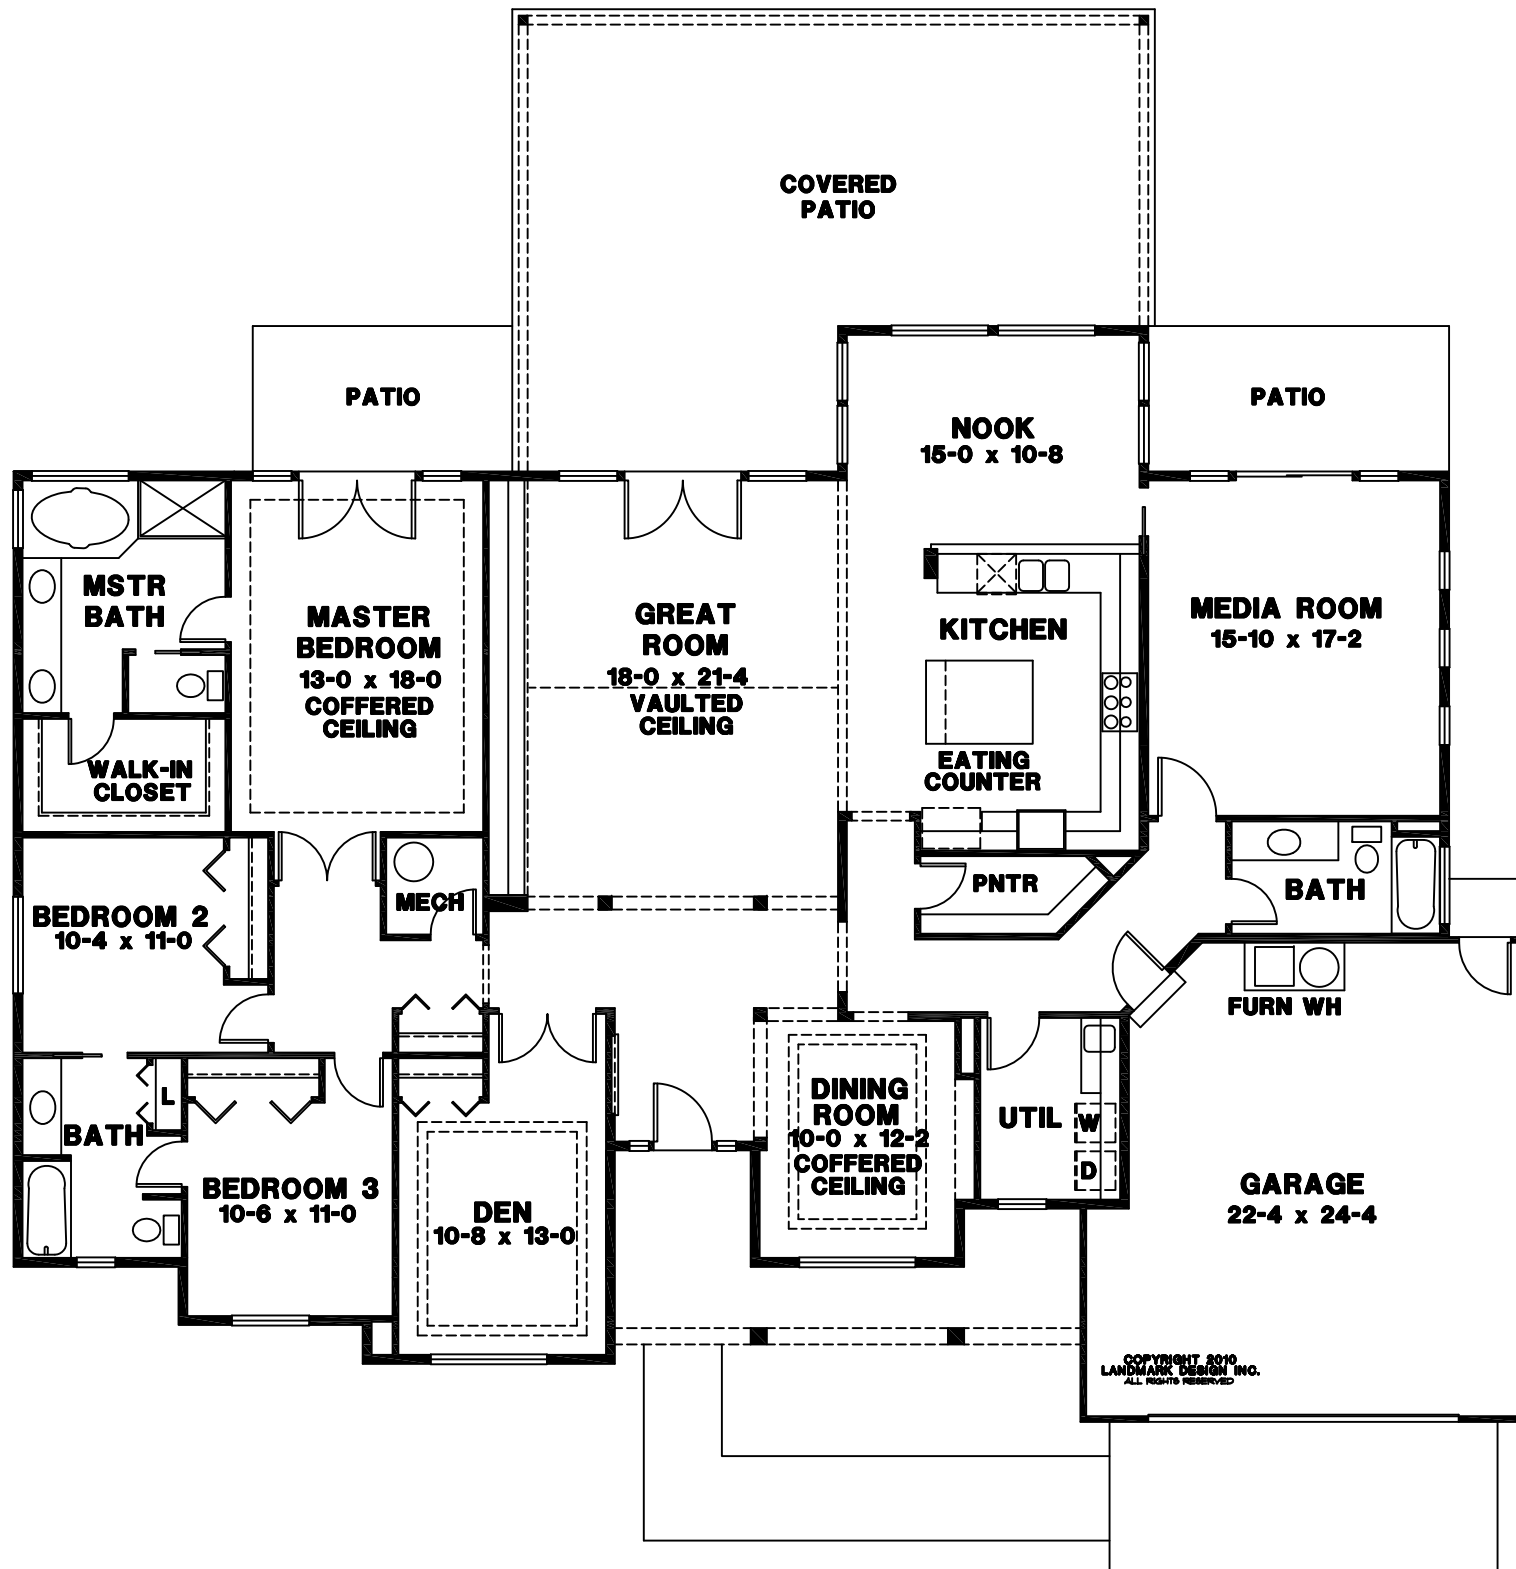 COVERED
PATIO
PATIO
NOOK
15-0 x 10-8
PATIO
MSTR
BATH
MASTER
BEDROOM
13-0 x 18-0
COFFERED
CEILING
GREAT
ROOM
18-0 x 21-4
VAULTED
CEILING
KITCHEN
EATING
COUNTER
MEDIA ROOM
15-10 x 17-2
WALK-IN
CLOSET
MECH
PNTR
BATH
BEDROOM 2
10-4 x 11-0
FURN WH
L
BATH
BEDROOM 3
10-6 x 11-0
DEN
10-8 x 13-0
DINING
ROOM
10-0 x 12-2
COFFERED
CEILING
UTIL
W
D
GARAGE
22-4 x 24-4
COPYRIGHT 2010
LANDMARK DESIGN INC.
ALL RIGHTS RESERVED